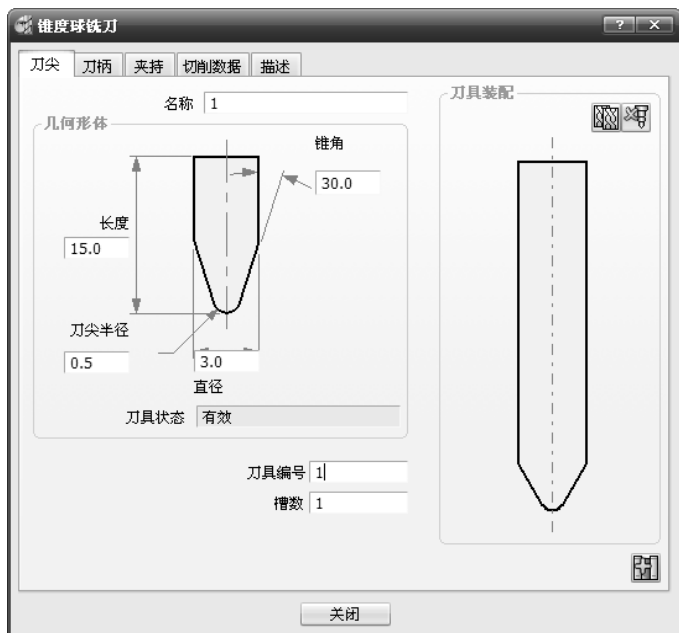 锥度球铣刀
刀尖
刀柄
夹持
切削数据
描述
名称 1
几何形体
锥角
30.0
长度
15.0
刀尖半径
0.5
3.0
直径
刀具状态 有效
刀具编号 1
槽数 1
刀具装配
关闭